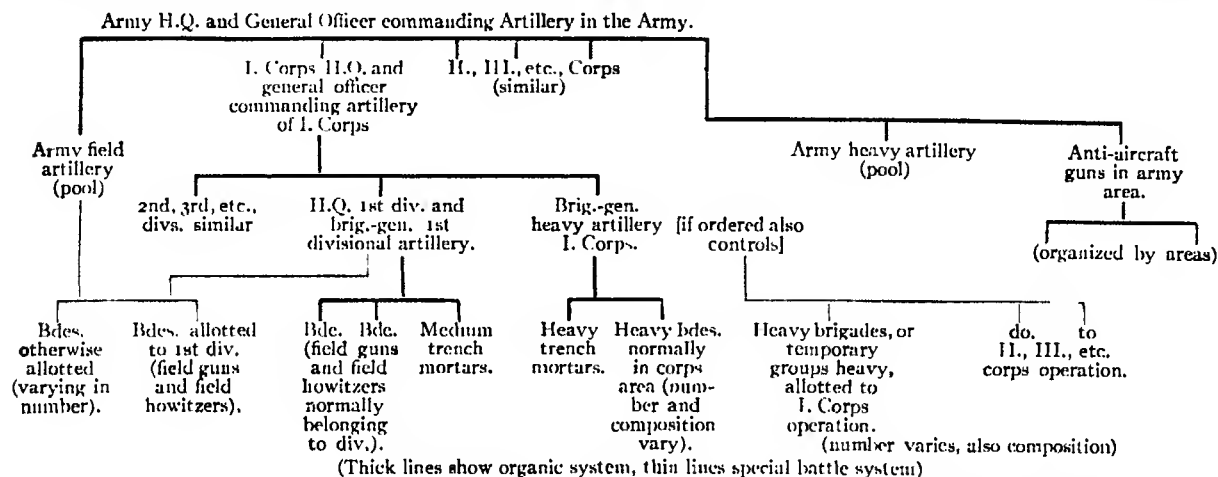 Army H.Q. and General Officer commanding Artillery in the Army.
I. Corps H.Q. and
general officer
commanding artillery
of I. Corps
II., III., etc., Corps
(similar)
Army field
artillery
(pool)
Army heavy artillery
(pool)
Anti-aircraft
guns in army
area.
2nd, 3rd, etc.,
divs. similar
H.Q. 1st div. and
brig.-gen. 1st
divisional artillery.
Brig.-gen.
heavy artillery
I. Corps.
[if ordered also
controls]
(organized by areas)
Bdes.
otherwise
allotted
(varying in
number).
Bdes. allotted
to 1st div.
(field guns
and field
howitzers).
Bde. Bde.
(field guns
and field
howitzers
normally
belonging
to div.).
Medium
trench
mortars.
Heavy
trench
mortars.
Heavy bdes.
normally
in corps
area (num-
ber and
composition
vary).
Heavy brigades, or
temporary
groups heavy,
allotted to
I. Corps
operation.
do. to
II., III., etc.
corps operation.
(number varies, also composition)
(Thick lines show organic system, thin lines special battle system)